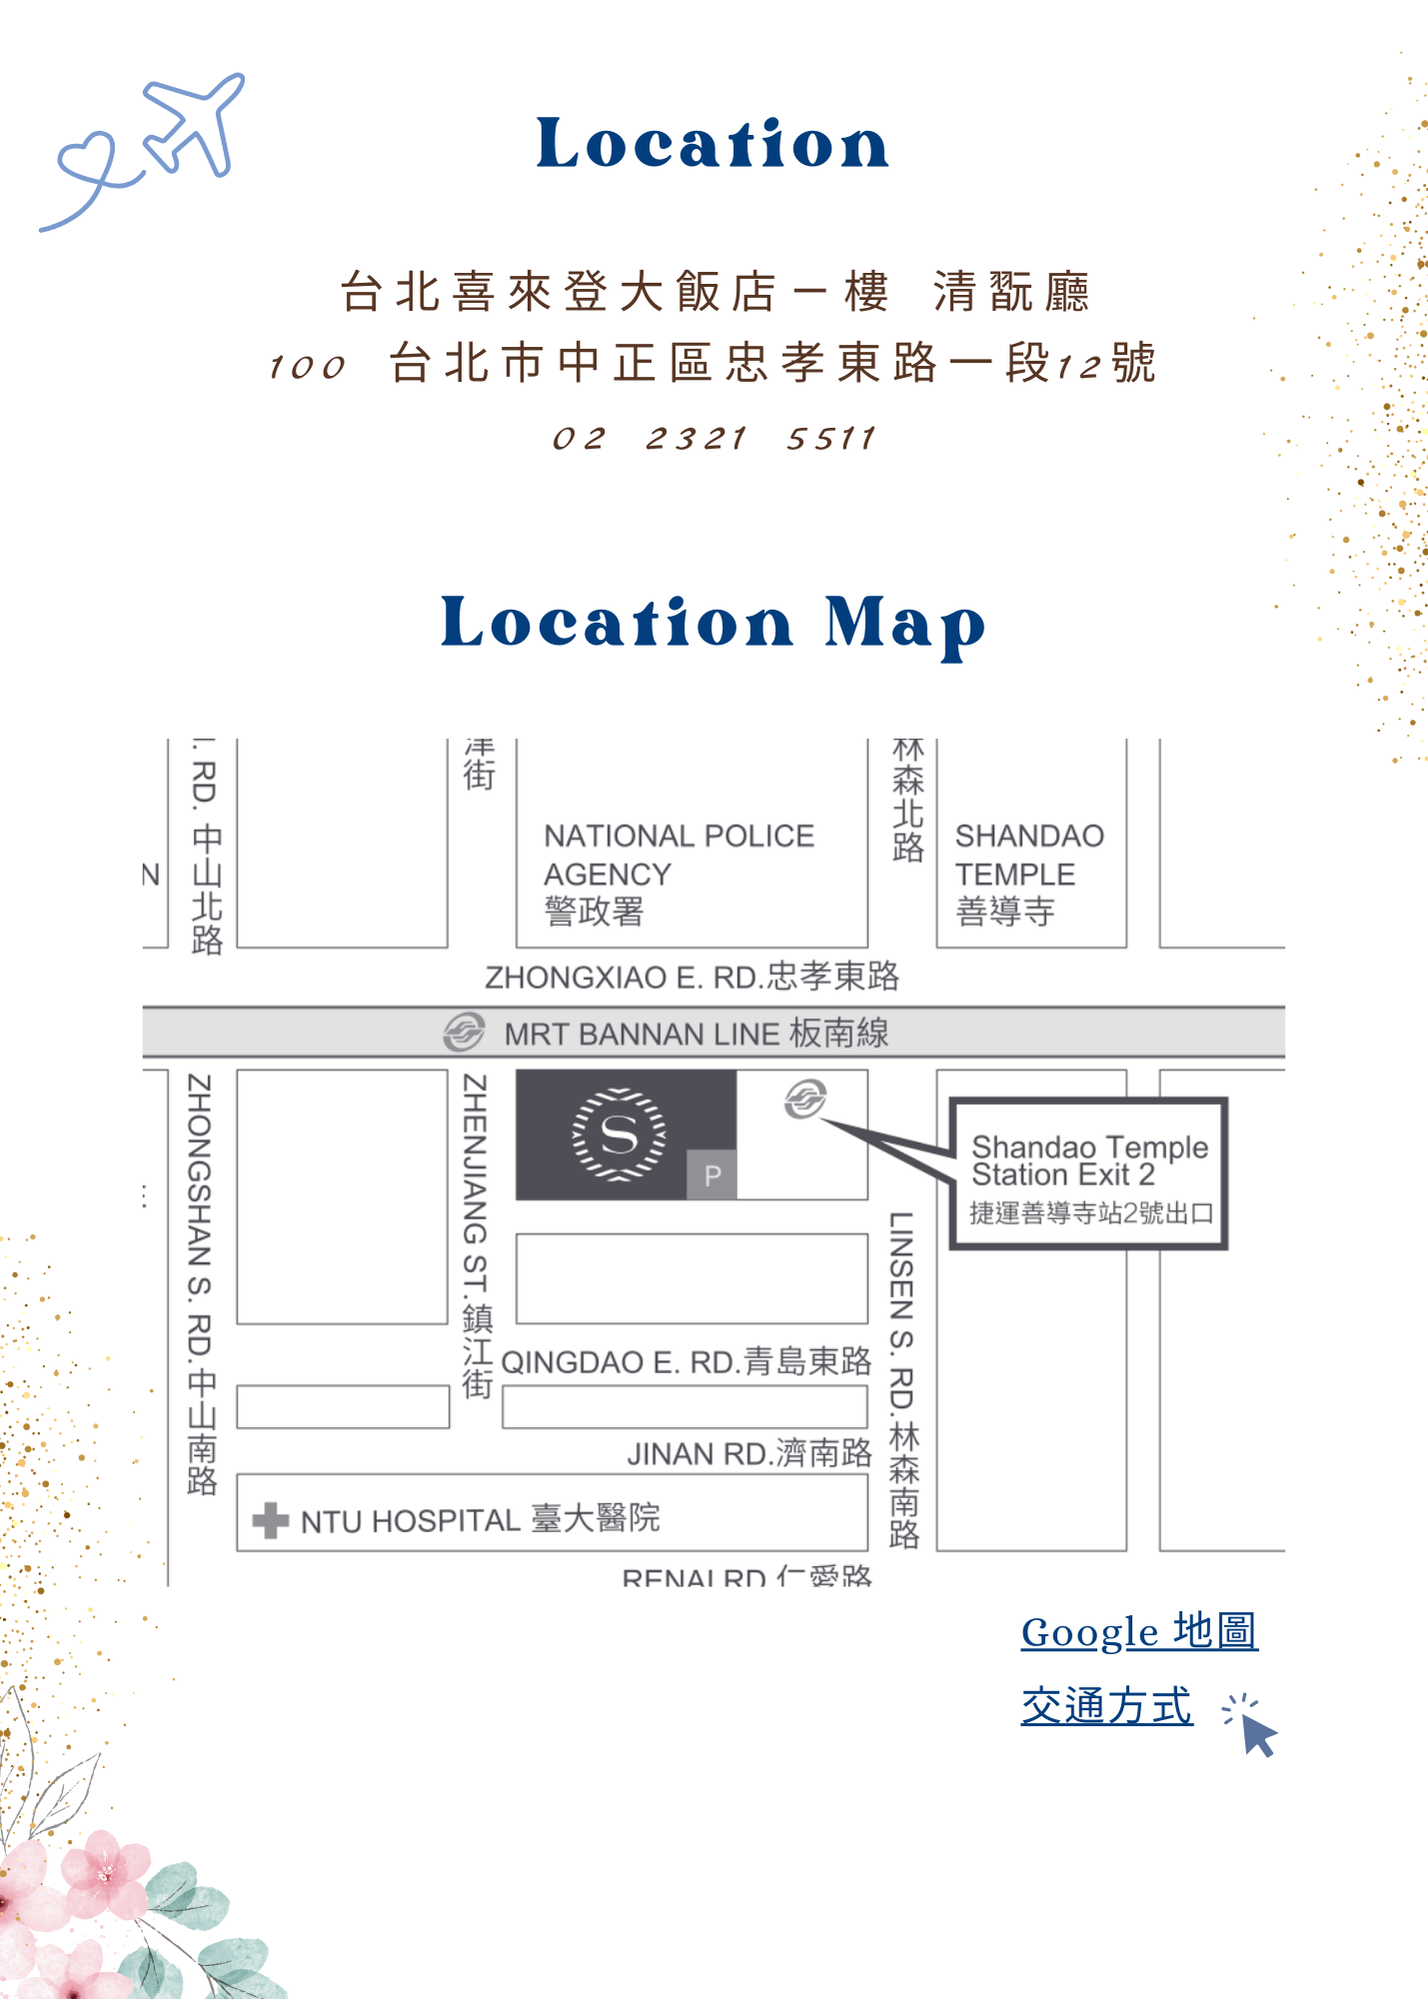 Location
台北喜來登大飯店一樓 清翫廳
100 台北市中正區忠孝東路一段12號
02 2321 5511
Location Map
RD. 中山北路
津街
林森北路
NATIONAL POLICE
AGENCY
警政署
SHANDAO
TEMPLE
善導寺
N
ZHONGXIAO E. RD.忠孝東路
MRT BANNAN LINE 板南線
ZHONGSHAN S. RD.中山南路
ZHENJIANG ST.鎮江街
S
P
Shandao Temple
Station Exit 2
捷運善導寺站2號出口
LINSEN S. RD.林森南路
QINGDAO E. RD.青島東路
JINAN RD.濟南路
NTU HOSPITAL 臺大醫院
RENAI RD 仁愛路
Google 地圖
交通方式